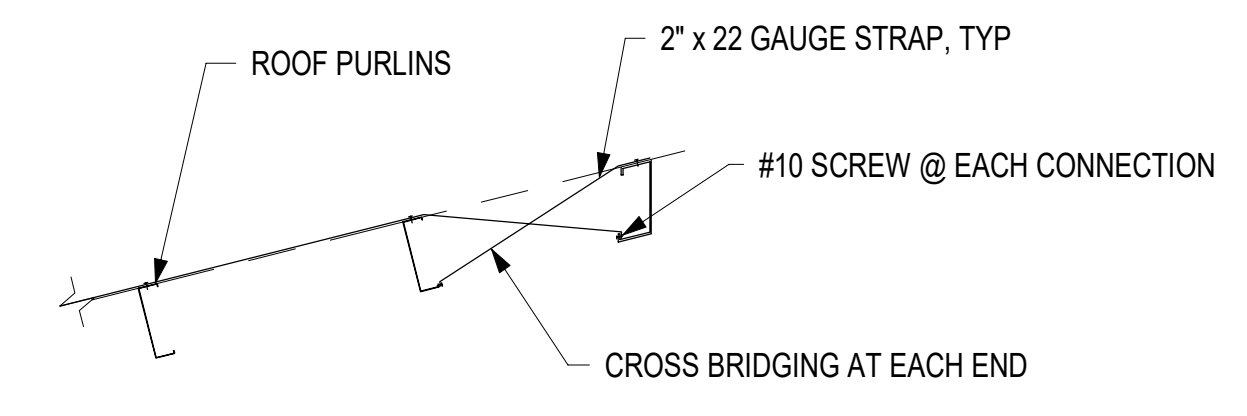 2" x 22 GAUGE STRAP, TYP
ROOF PURLINS
#10 SCREW @ EACH CONNECTION
CROSS BRIDGING AT EACH END